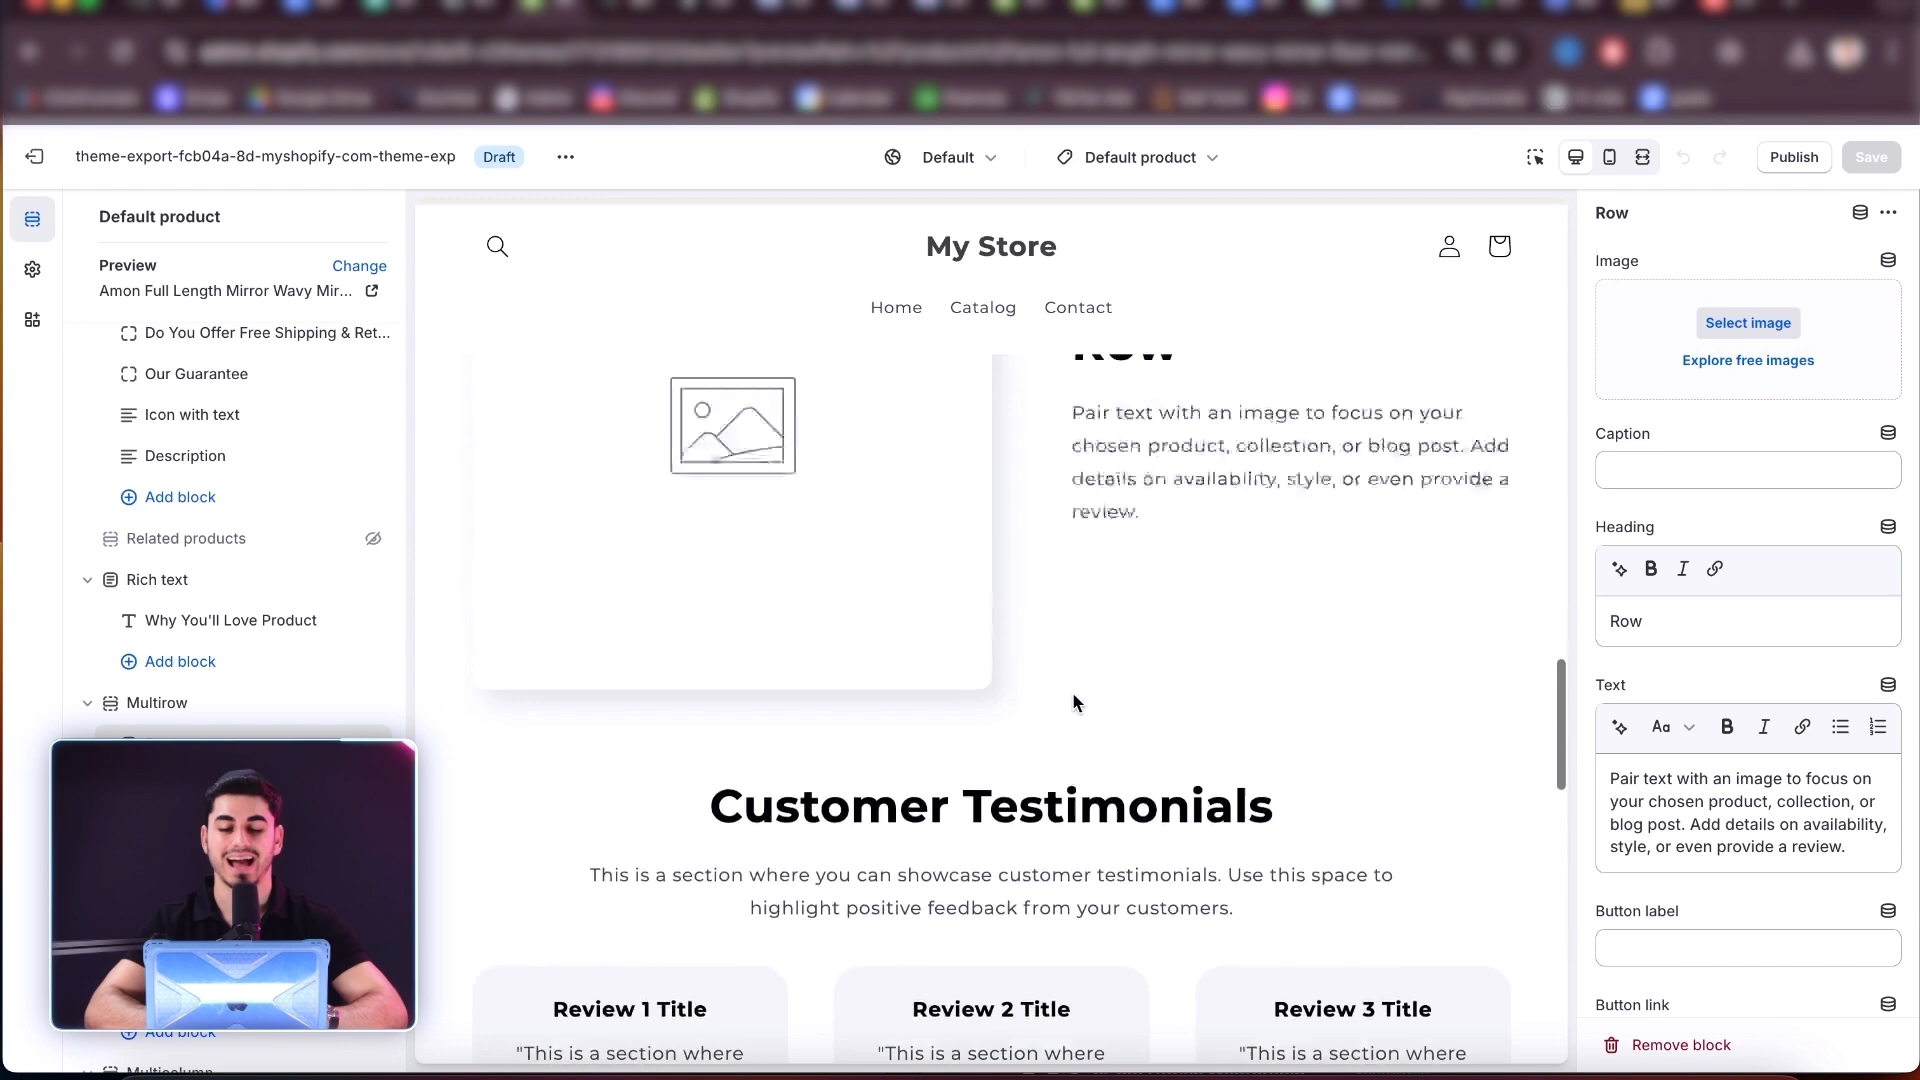 theme-export-fcb04a-8d-myshopify-com-theme-exp
Draft
Default
Default product
Publish
Save
Default product
Preview
Change
Amon Full Length Mirror Wavy Mir...
Do You Offer Free Shipping & Ret...
Our Guarantee
Icon with text
Description
Add block
Related products
Rich text
Why You'll Love Product
Add block
Multirow
Add block
Multicolumn
My Store
Home
Catalog
Contact
Row
Pair text with an image to focus on your
chosen product, collection, or blog post. Add
details on availability, style, or even provide a
review.
Customer Testimonials
This is a section where you can showcase customer testimonials. Use this space to
highlight positive feedback from your customers.
Review 1 Title
"This is a section where
Review 2 Title
"This is a section where
Review 3 Title
"This is a section where
Row
Image
Select image
Explore free images
Caption
Heading
B I
Row
Text
Aa
B I
Pair text with an image to focus on
your chosen product, collection, or
blog post. Add details on availability,
style, or even provide a review.
Button label
Button link
Remove block